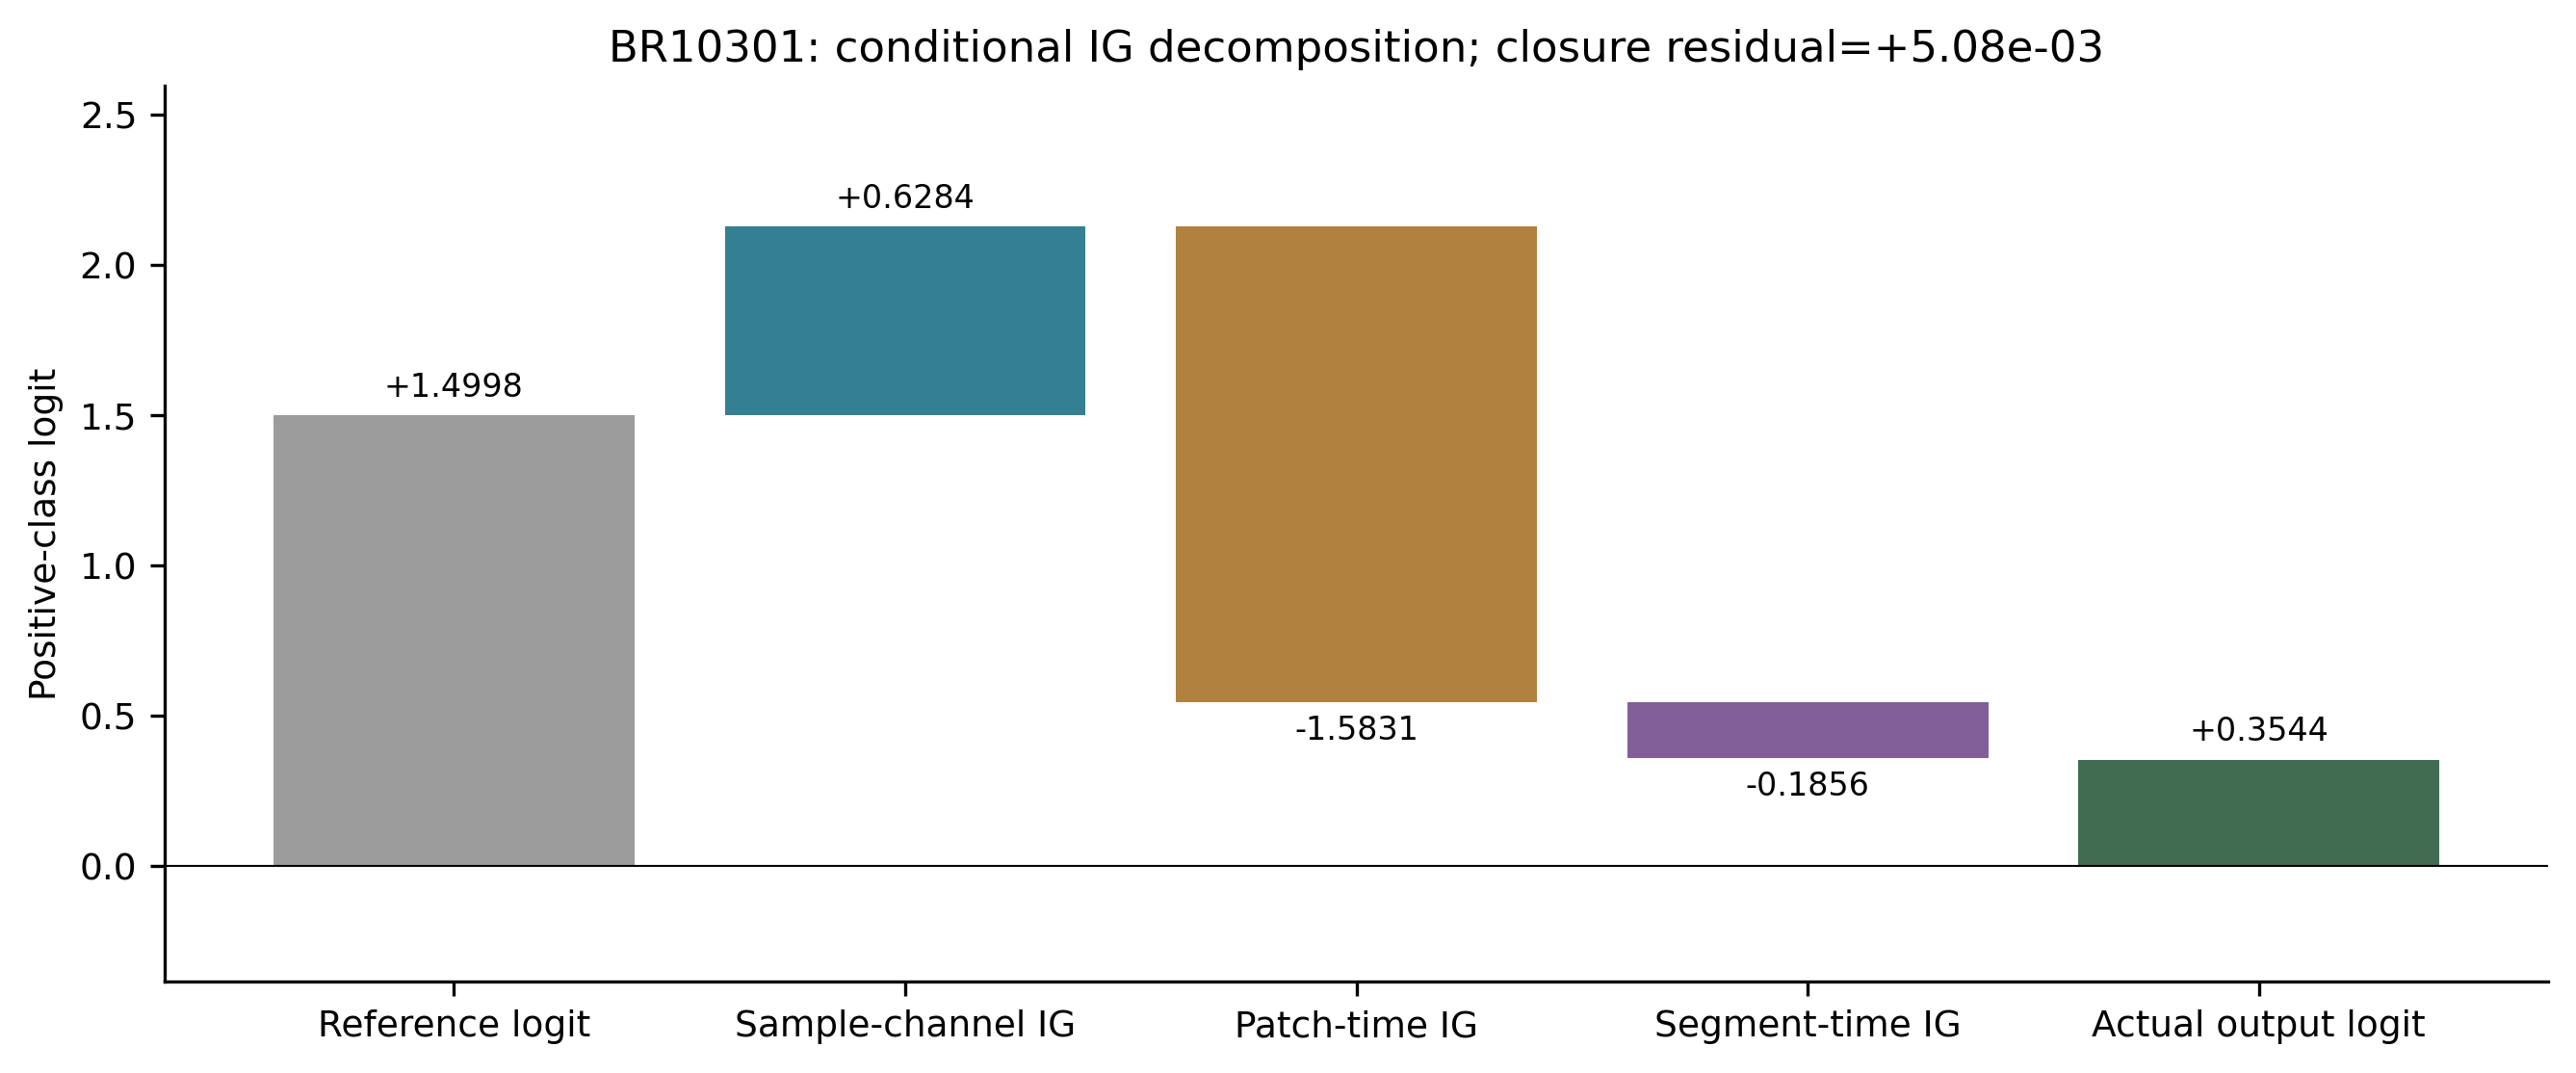 BR10301: conditional IG decomposition; closure residual=+5.08e-03
Positive-class logit
2.5
2.0
1.5
1.0
0.5
0.0
+1.4998
+0.6284
-1.5831
-0.1856
+0.3544
Reference logit
Sample-channel IG
Patch-time IG
Segment-time IG
Actual output logit